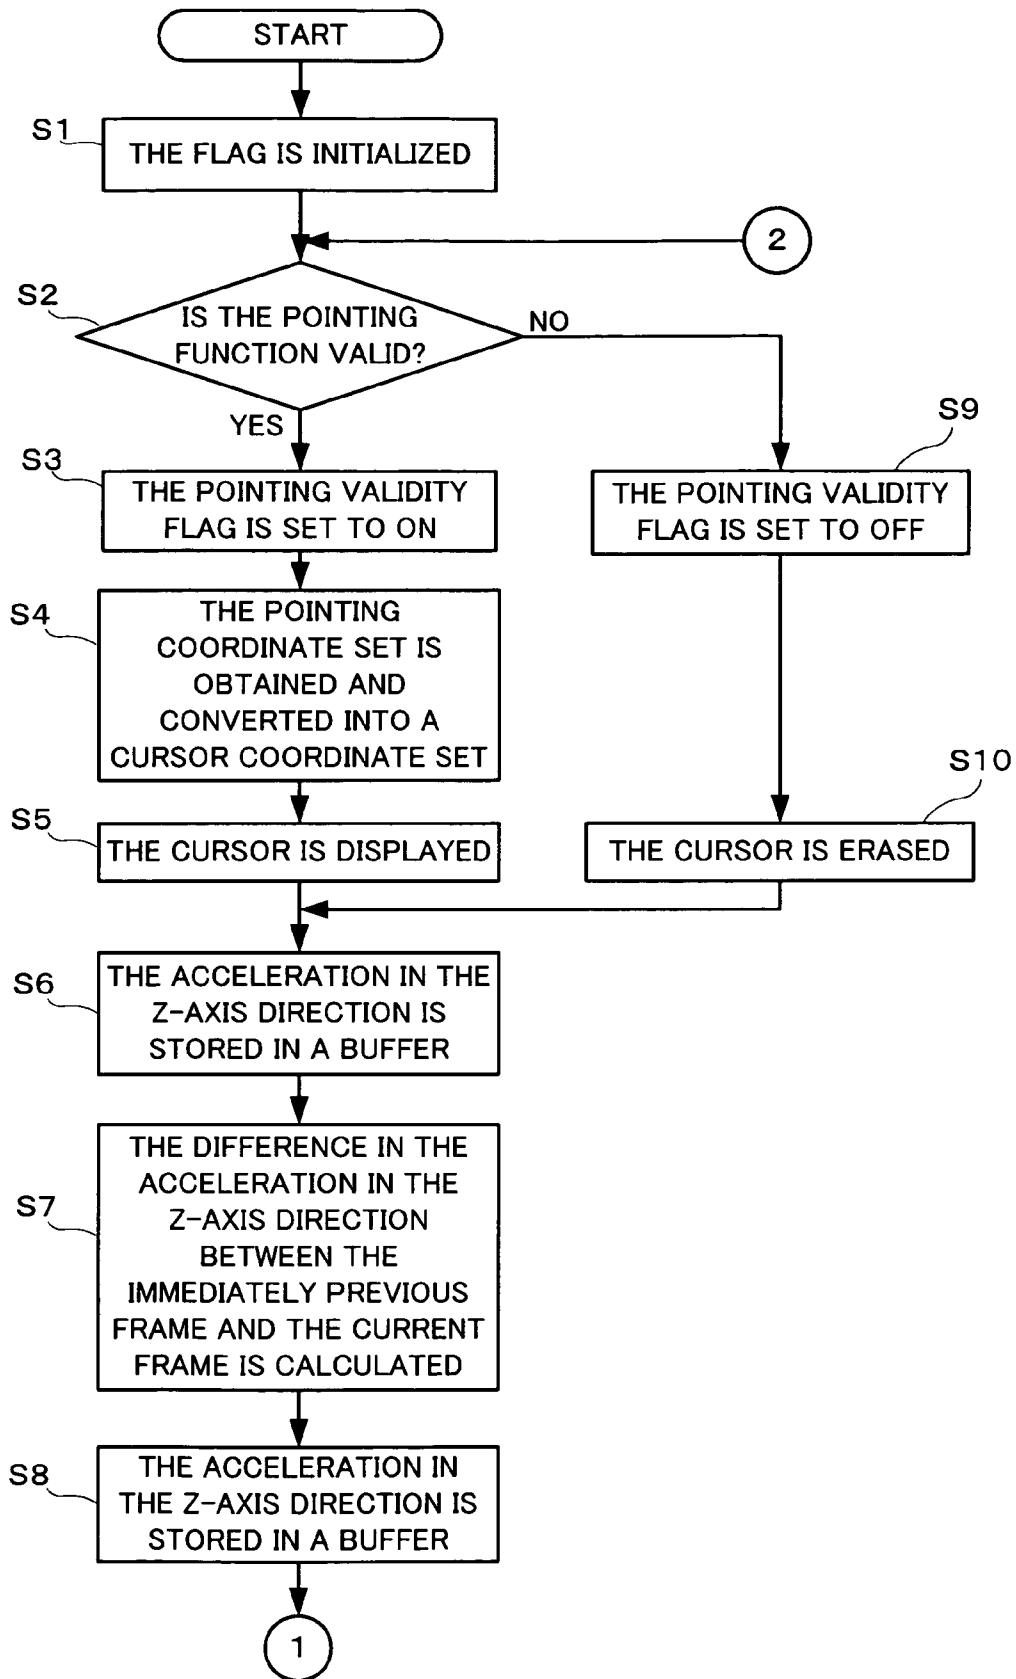 START
S1
THE FLAG IS INITIALIZED
2
S2
IS THE POINTING
FUNCTION VALID?
NO
YES
S3
THE POINTING VALIDITY
FLAG IS SET TO ON
S9
THE POINTING VALIDITY
FLAG IS SET TO OFF
S4
THE POINTING
COORDINATE SET IS
OBTAINED AND
CONVERTED INTO A
CURSOR COORDINATE SET
S10
S5
THE CURSOR IS DISPLAYED
THE CURSOR IS ERASED
S6
THE ACCELERATION IN THE
Z-AXIS DIRECTION IS
STORED IN A BUFFER
S7
THE DIFFERENCE IN THE
ACCELERATION IN THE
Z-AXIS DIRECTION
BETWEEN THE
IMMEDIATELY PREVIOUS
FRAME AND THE CURRENT
FRAME IS CALCULATED
S8
THE ACCELERATION IN
THE Z-AXIS DIRECTION IS
STORED IN A BUFFER
1